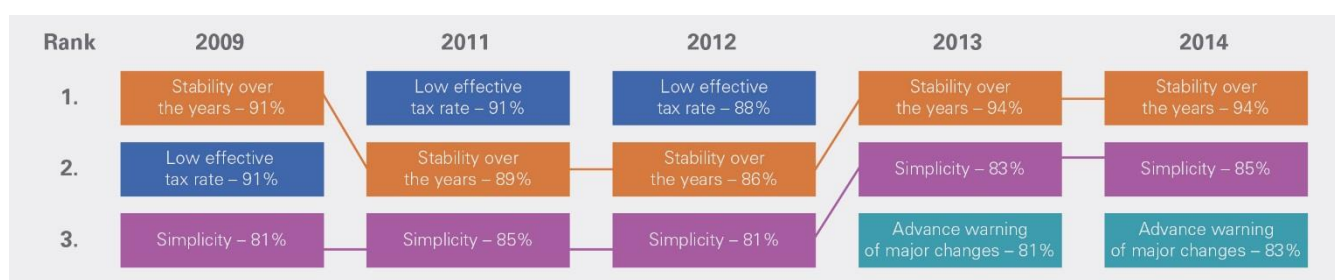 Rank 2009 2011 2012 2013 2014
1.
Stability over
the years – 91%
Low effective
tax rate – 91%
Low effective
tax rate – 88%
Stability over
the years – 94%
Stability over
the years – 94%
2.
Low effective
tax rate – 91%
Stability over
the years – 89%
Stability over
the years – 86%
Simplicity – 83%
Simplicity – 85%
3.
Simplicity – 81%
Simplicity – 85%
Simplicity – 81%
Advance warning
of major changes – 81%
Advance warning
of major changes – 83%